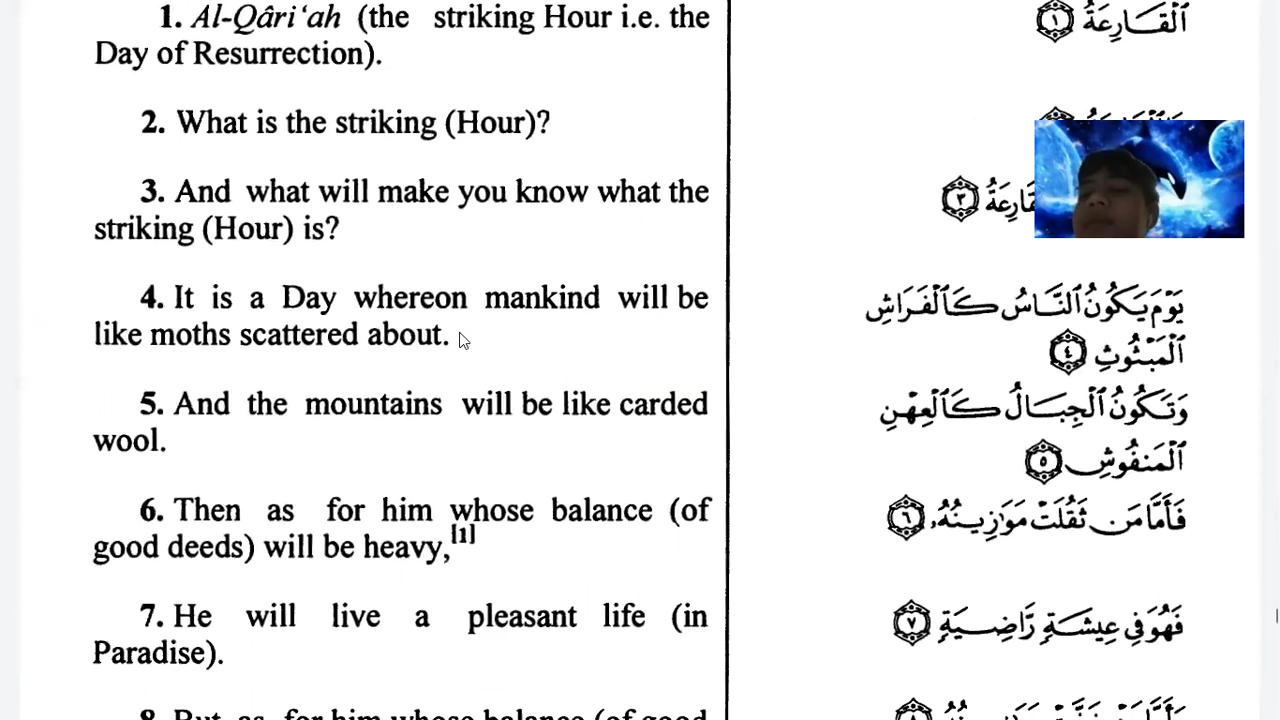 1. Al-Qâri‘ah (the striking Hour i.e. the
Day of Resurrection).
2. What is the striking (Hour)?
3. And what will make you know what the
striking (Hour) is?
4. It is a Day whereon mankind will be
like moths scattered about.
5. And the mountains will be like carded
wool.
6. Then as for him whose balance (of
good deeds) will be heavy,[1]
7. He will live a pleasant life (in
Paradise).
8. But as for him whose balance (of good
ٱلْقَارِعَةُ ١
٣
يَوْمَ يَكُونُ ٱلنَّاسُ كَٱلْفَرَاشِ
ٱلْمَبْثُوثِ ٤
وَتَكُونُ ٱلْجِبَالُ كَٱلْعِهْنِ
ٱلْمَنفُوشِ ٥
فَأَمَّا مَن ثَقُلَتْ مَوَٰزِينُهُۥ ٦
فَهُوَ فِى عِيشَةٍ رَّاضِيَةٍ ٧